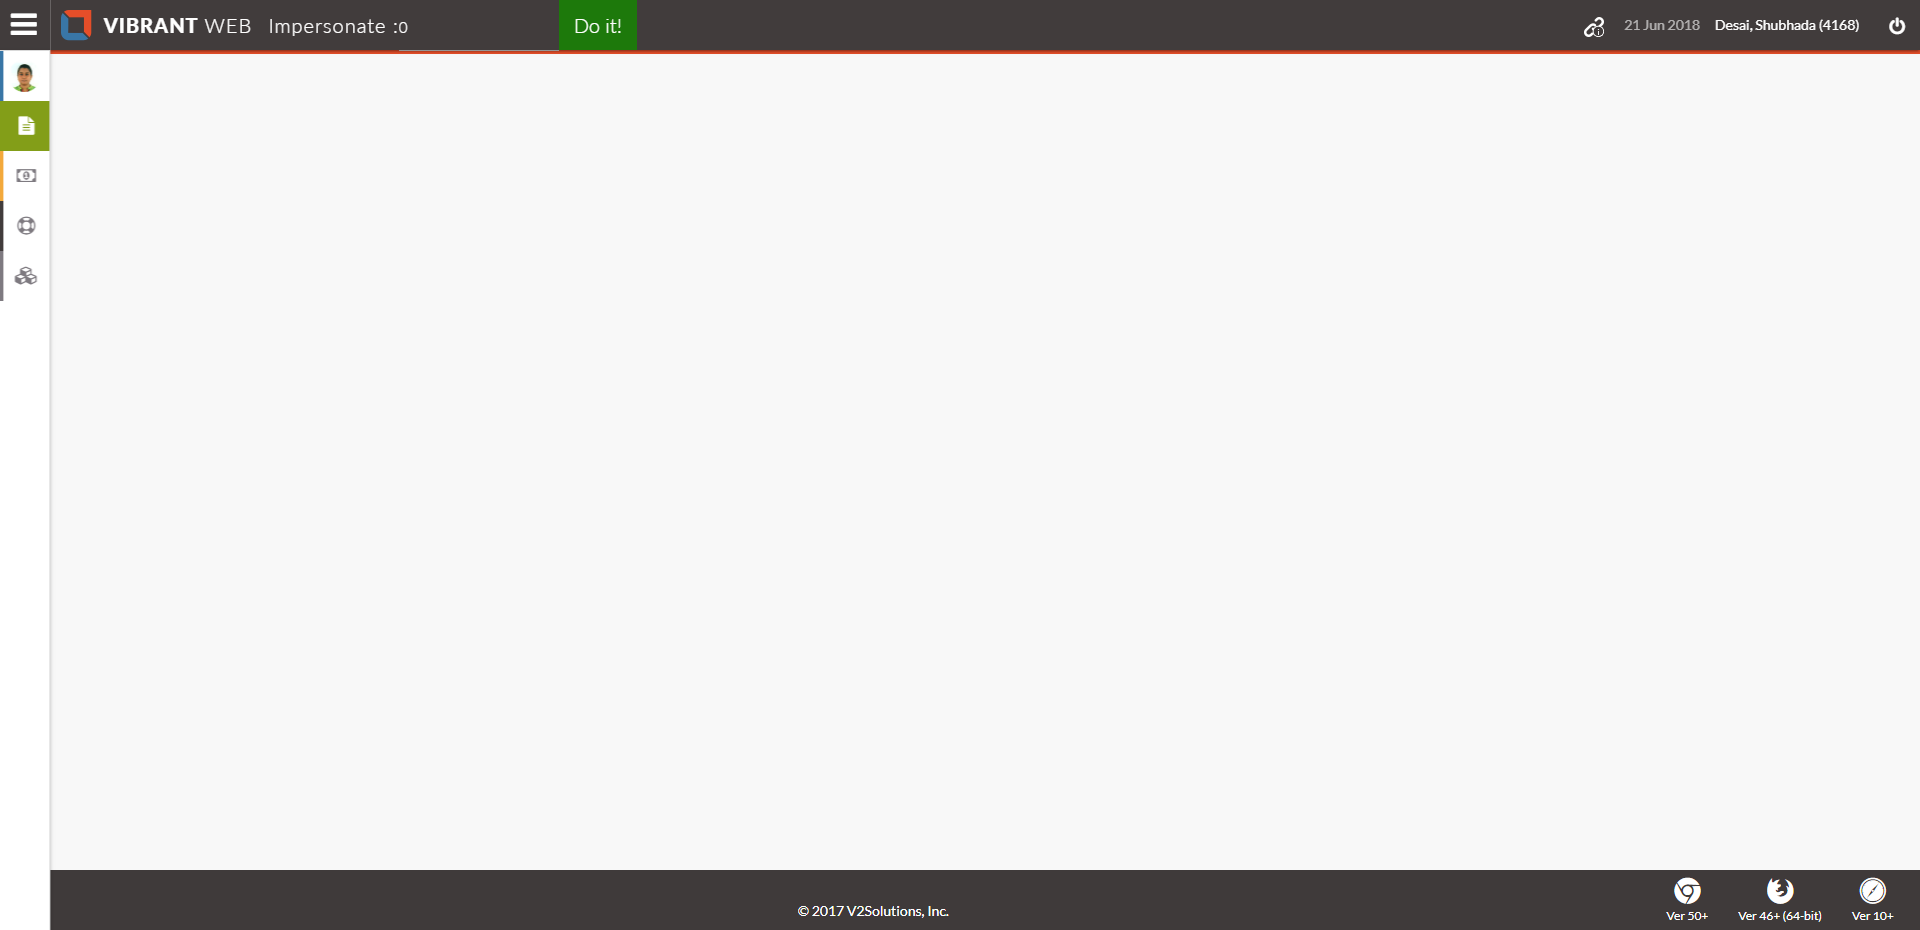 VIBRANT WEB Impersonate :0 Do it! 21 Jun 2018 Desai, Shubhada (4168)
© 2017 V2Solutions, Inc.
Ver 50+ Ver 46+ (64-bit) Ver 10+